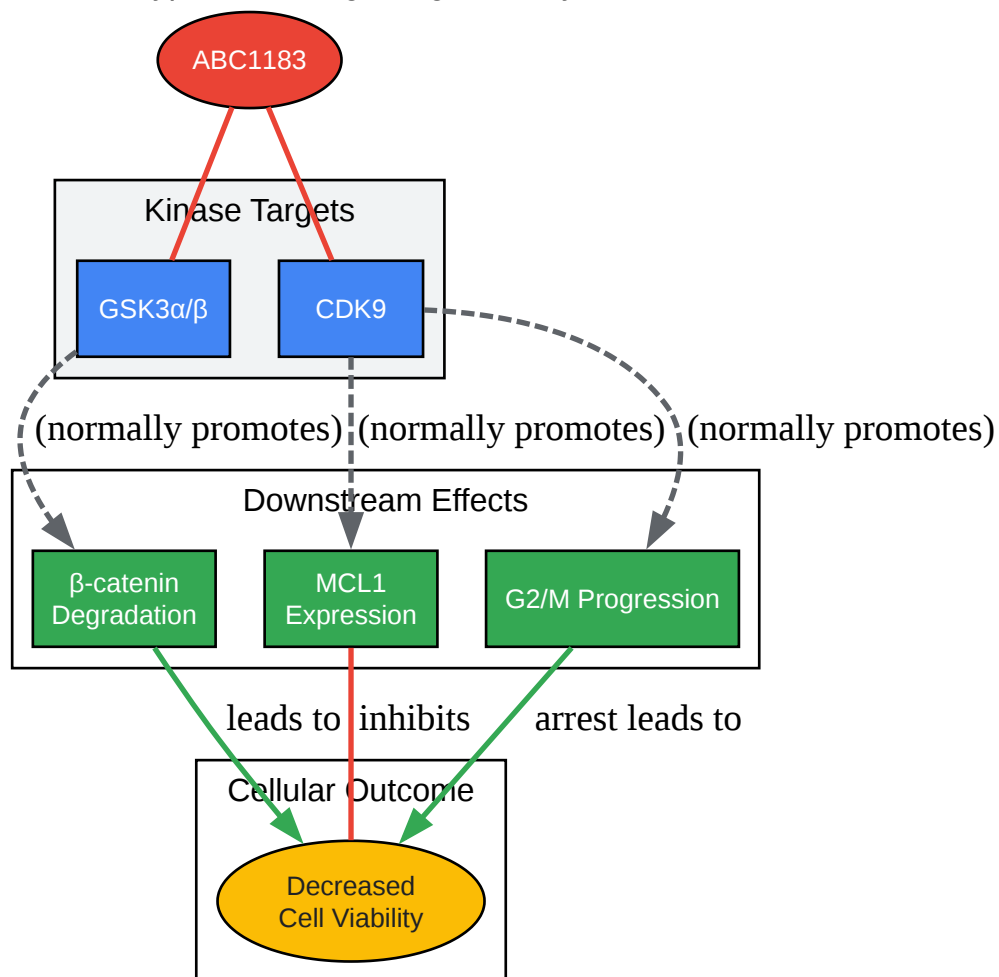 ABC1183
Kinase Targets
GSK3α/β
CDK9
(normally promotes)
(normally promotes)
(normally promotes)
Downstream Effects
β-catenin
Degradation
MCL1
Expression
G2/M Progression
leads to
inhibits
arrest leads to
Cellular Outcome
Decreased
Cell Viability